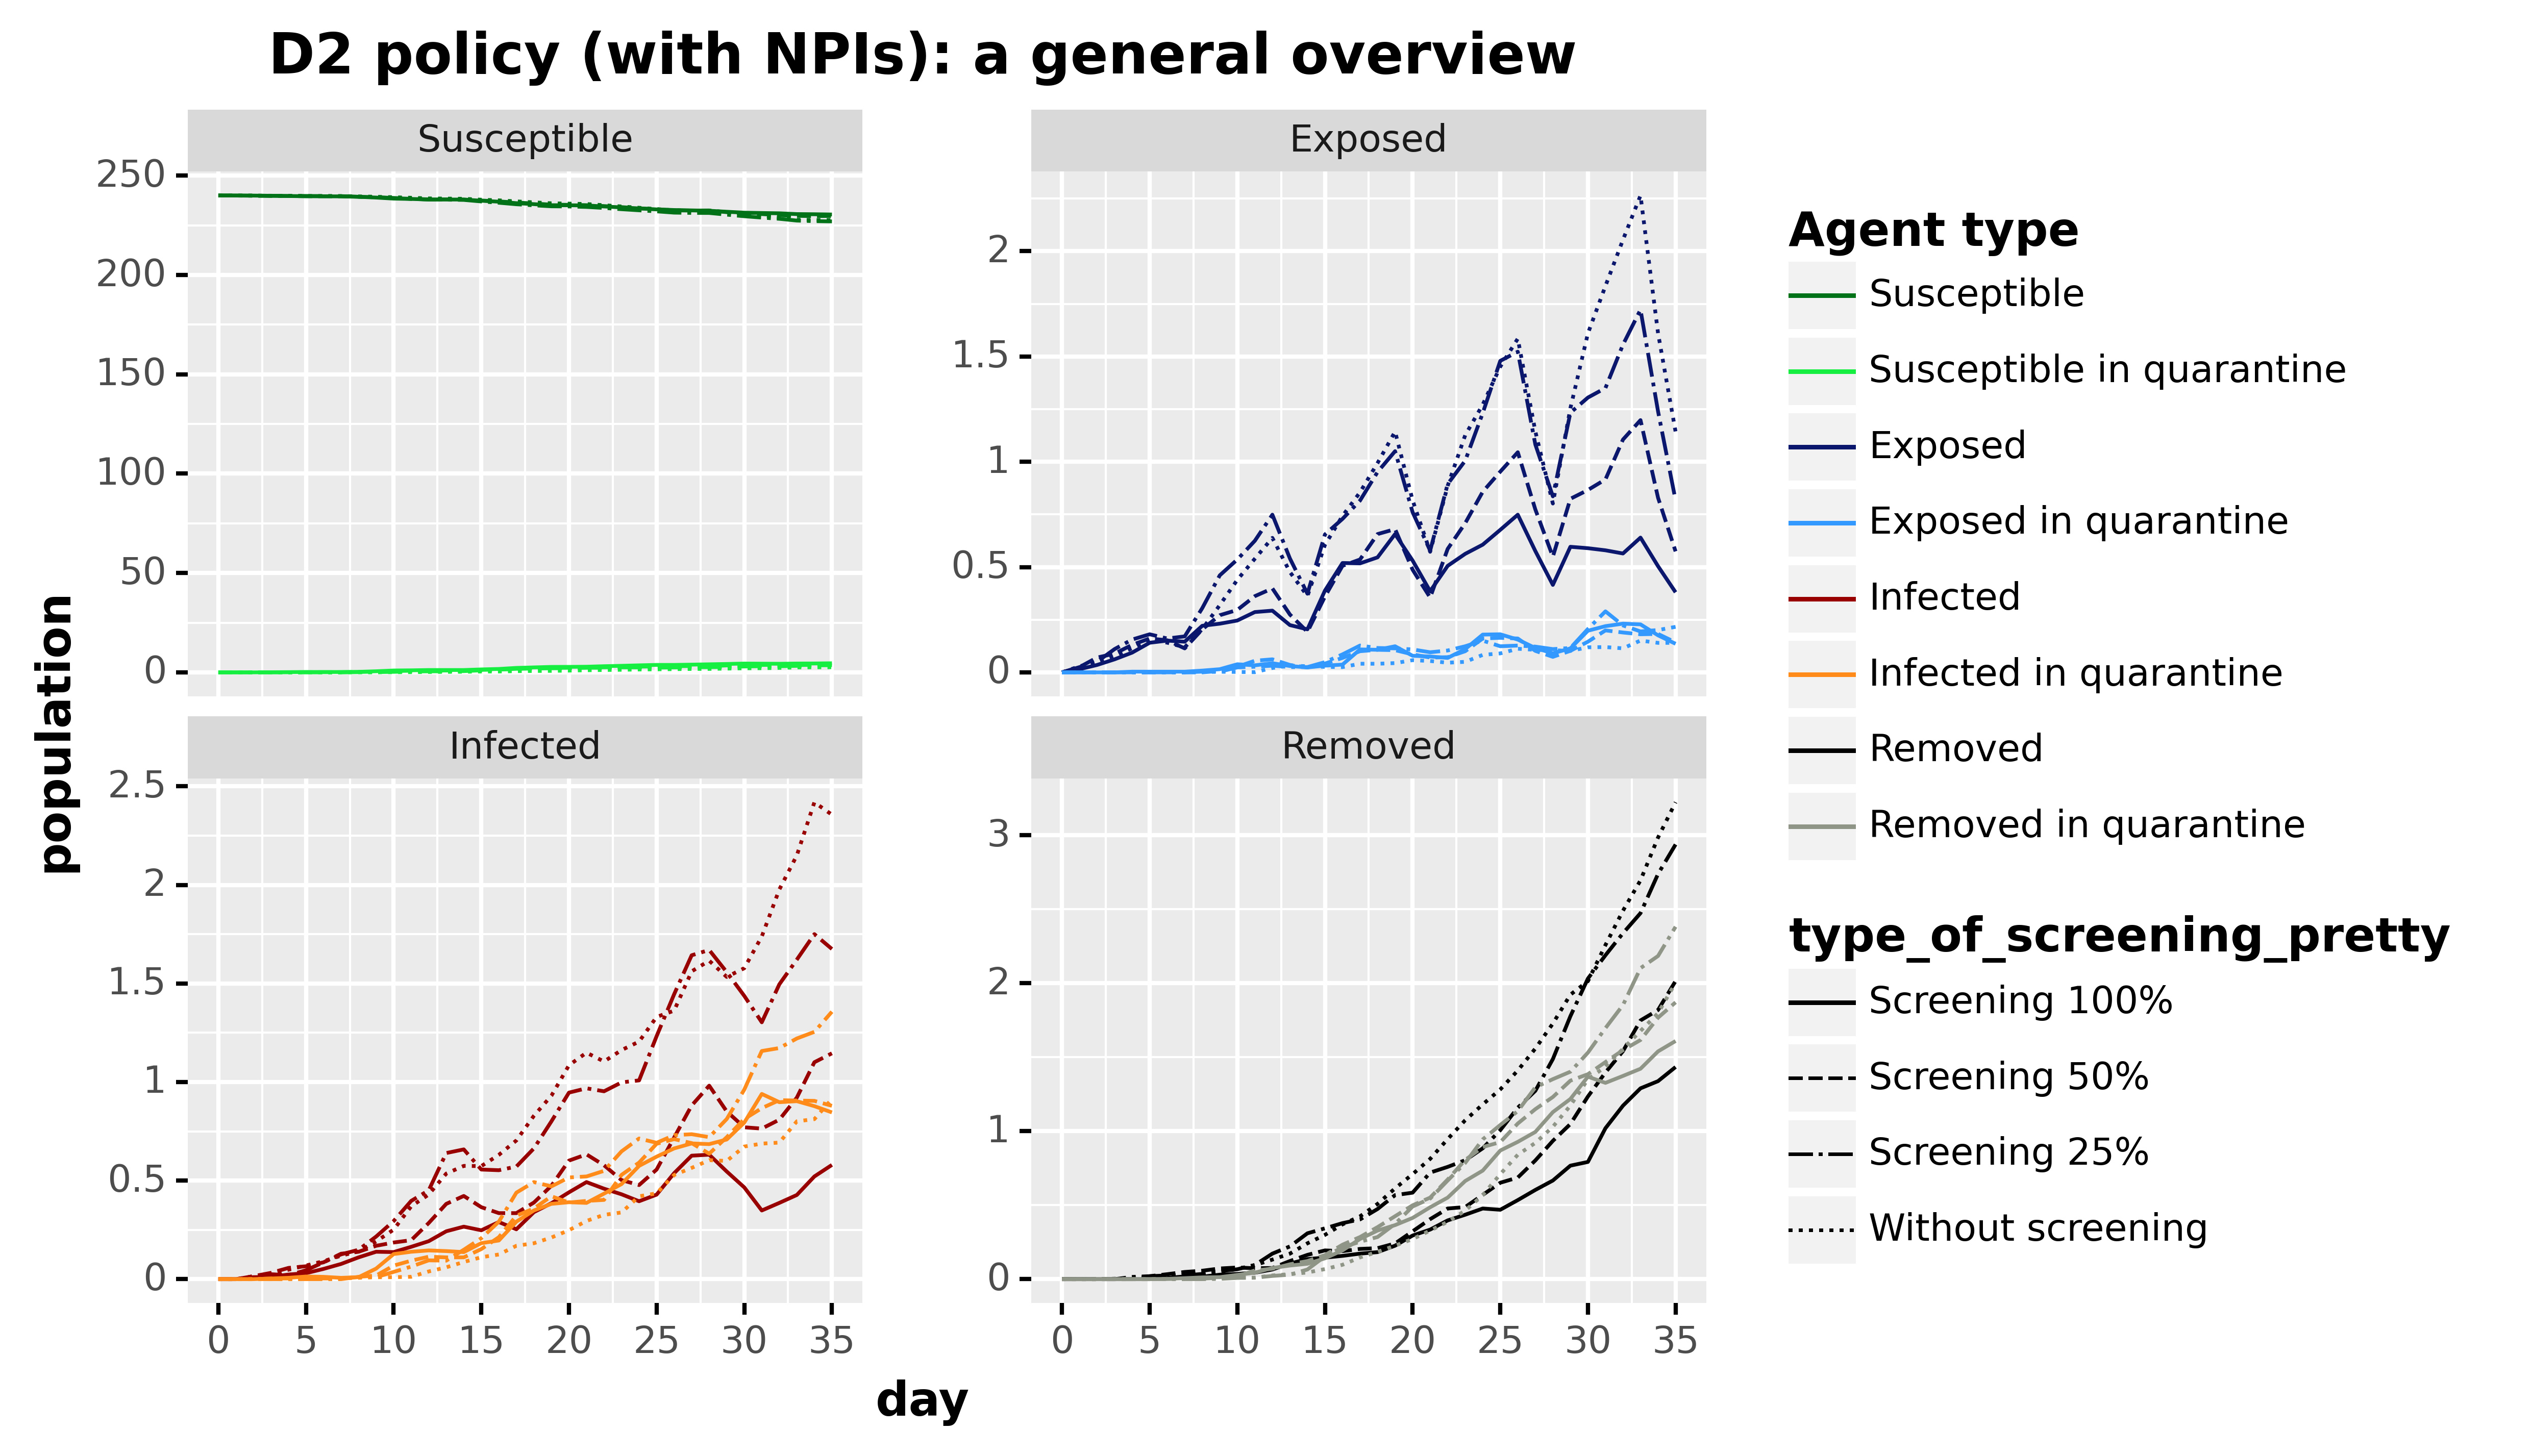 D2 policy (with NPIs): a general overview
Susceptible
Exposed
250
200
150
100
50
0
2
1.5
1
0.5
0
Infected
Removed
2.5
2
1.5
1
0.5
0
3
2
1
0
0 5 10 15 20 25 30 35
0 5 10 15 20 25 30 35
population
day
Agent type
Susceptible
Susceptible in quarantine
Exposed
Exposed in quarantine
Infected
Infected in quarantine
Removed
Removed in quarantine
type_of_screening_pretty
Screening 100%
Screening 50%
Screening 25%
Without screening